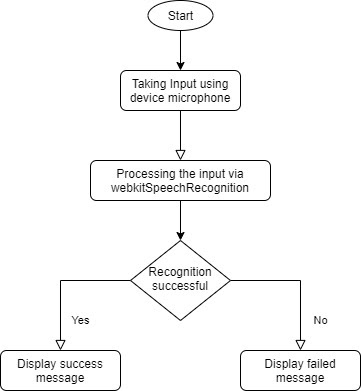 Start
Taking Input using
device microphone
Processing the input via
webkitSpeechRecognition
Recognition
successful
Yes
No
Display success
message
Display failed
message